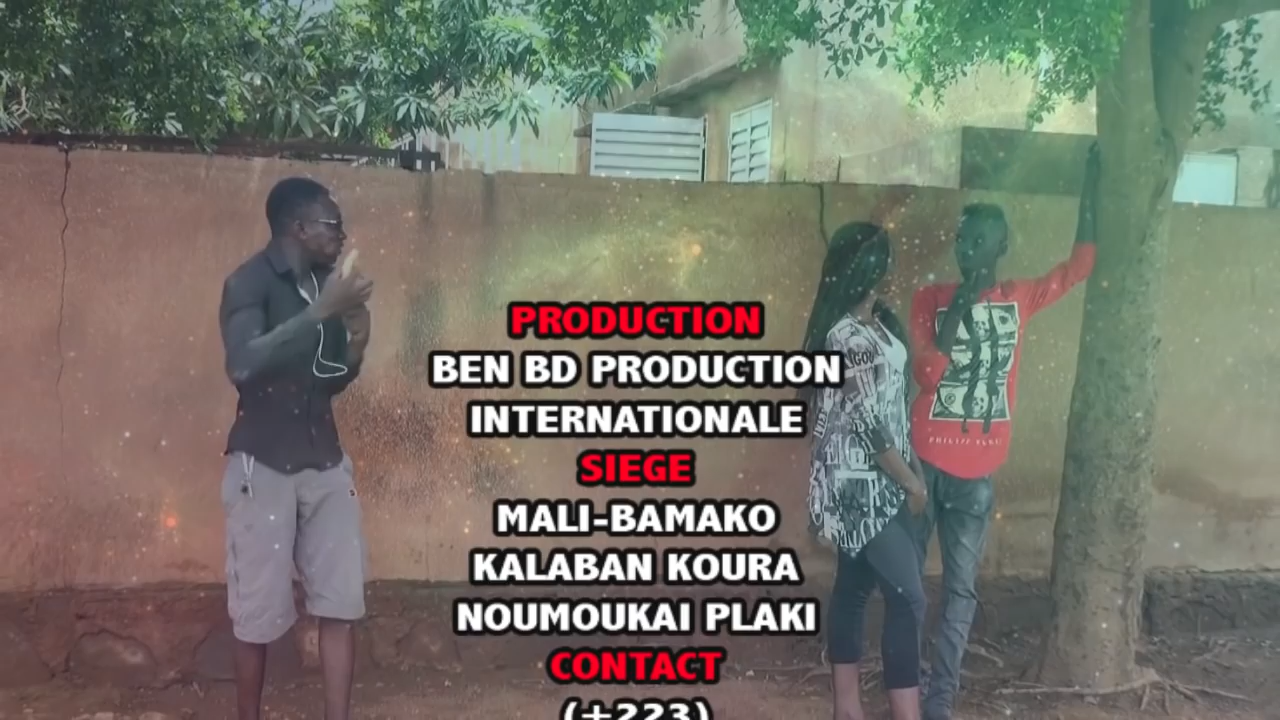 PRODUCTION
BEN BD PRODUCTION
INTERNATIONALE
SIEGE
MALI-BAMAKO
KALABAN KOURA
NOUMOUKAI PLAKI
CONTACT
(+223)